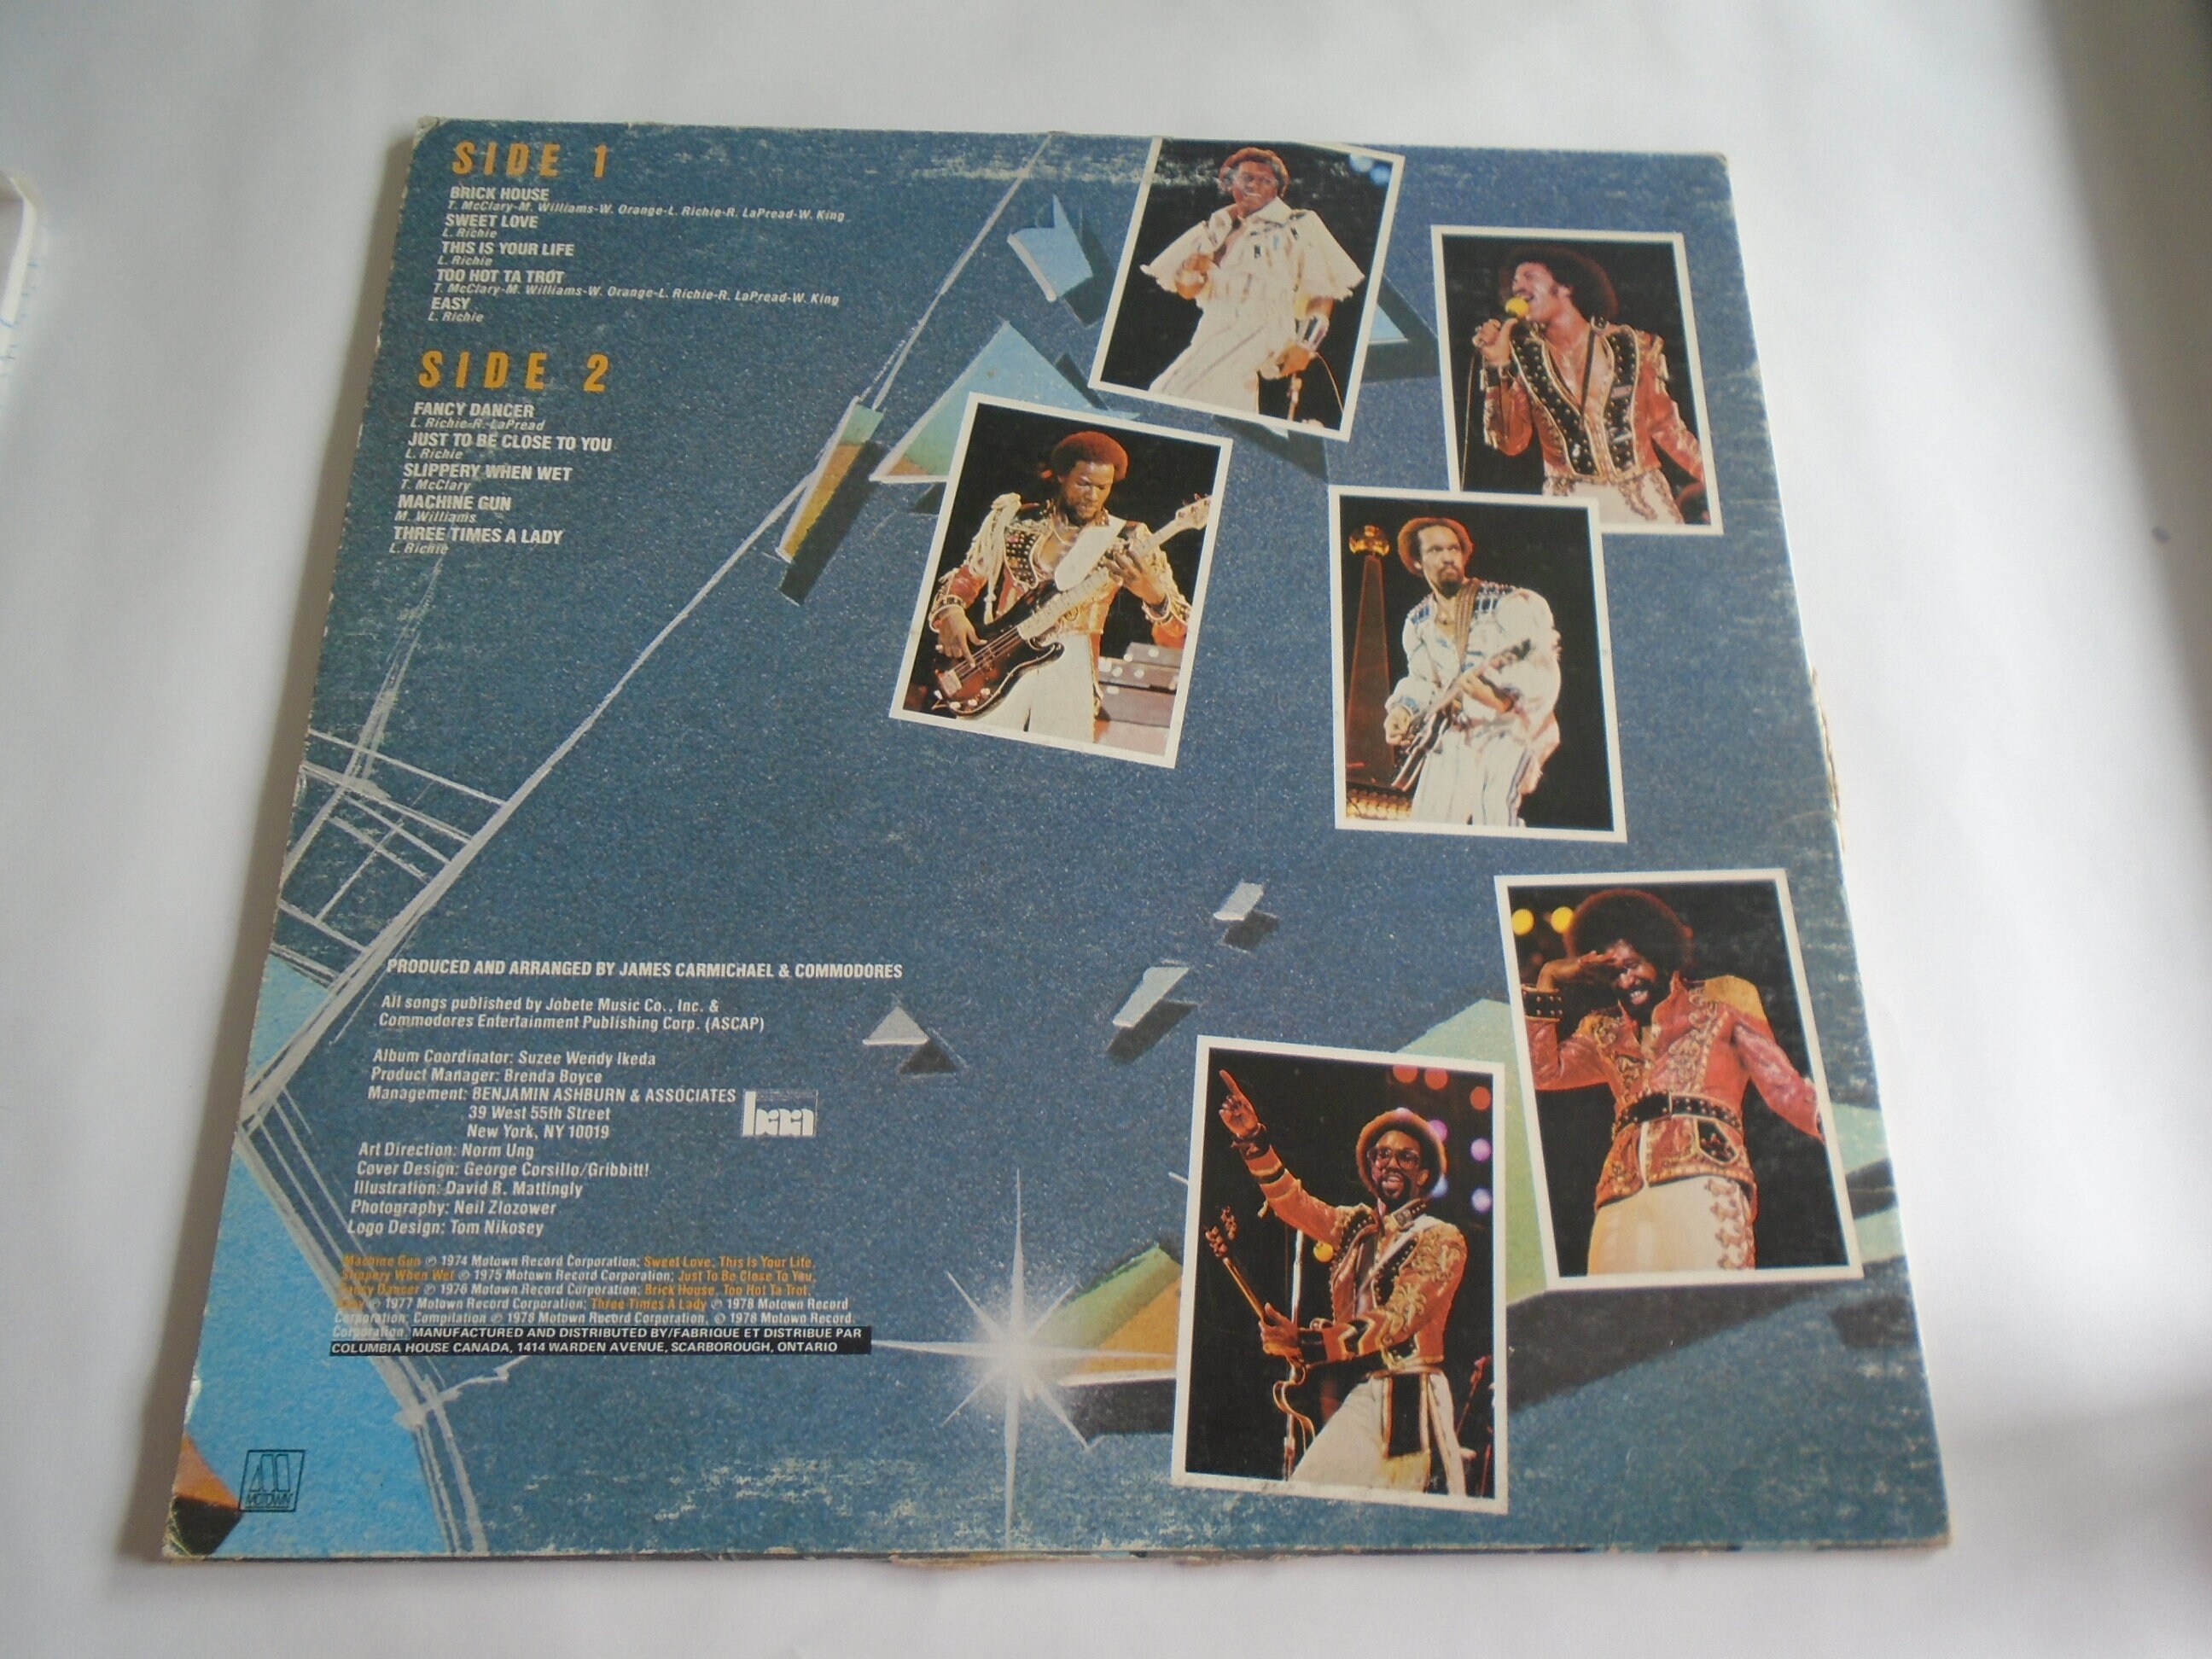 SIDE 1
BRICK HOUSE
T. McClary-M. Williams-W. Orange-L. Richie-R. LaPread-W. King
SWEET LOVE
L. Richie
THIS IS YOUR LIFE
L. Richie
TOO HOT TA TROT
T. McClary-M. Williams-W. Orange-L. Richie-R. LaPread-W. King
EASY
L. Richie
SIDE 2
FANCY DANCER
L. Richie-R. LaPread
JUST TO BE CLOSE TO YOU
L. Richie
SLIPPERY WHEN WET
T. McClary
MACHINE GUN
M. Williams
THREE TIMES A LADY
L. Richie
PRODUCED AND ARRANGED BY JAMES CARMICHAEL & COMMODORES
All songs published by Jobete Music Co., Inc. &
Commodores Entertainment Publishing Corp. (ASCAP)
Album Coordinator: Suzee Wendy Ikeda
Product Manager: Brenda Boyce
Management: BENJAMIN ASHBURN & ASSOCIATES
39 West 55th Street
New York, NY 10019
baa
Art Direction: Norm Ung
Cover Design: George Corsillo/Gribbitt!
Illustration: David B. Mattingly
Photography: Neil Zlozower
Logo Design: Tom Nikosey
Machine Gun ℗ 1974 Motown Record Corporation; Sweet Love, This Is Your Life,
Slippery When Wet ℗ 1975 Motown Record Corporation; Just To Be Close To You,
Fancy Dancer ℗ 1976 Motown Record Corporation; Brick House, Too Hot Ta Trot,
Easy ℗ 1977 Motown Record Corporation; Three Times A Lady ℗ 1978 Motown Record
Corporation; Compilation ℗ 1978 Motown Record Corporation, © 1978 Motown Record
Corporation. MANUFACTURED AND DISTRIBUTED BY/FABRIQUE ET DISTRIBUE PAR
COLUMBIA HOUSE CANADA, 1414 WARDEN AVENUE, SCARBOROUGH, ONTARIO
MOTOWN